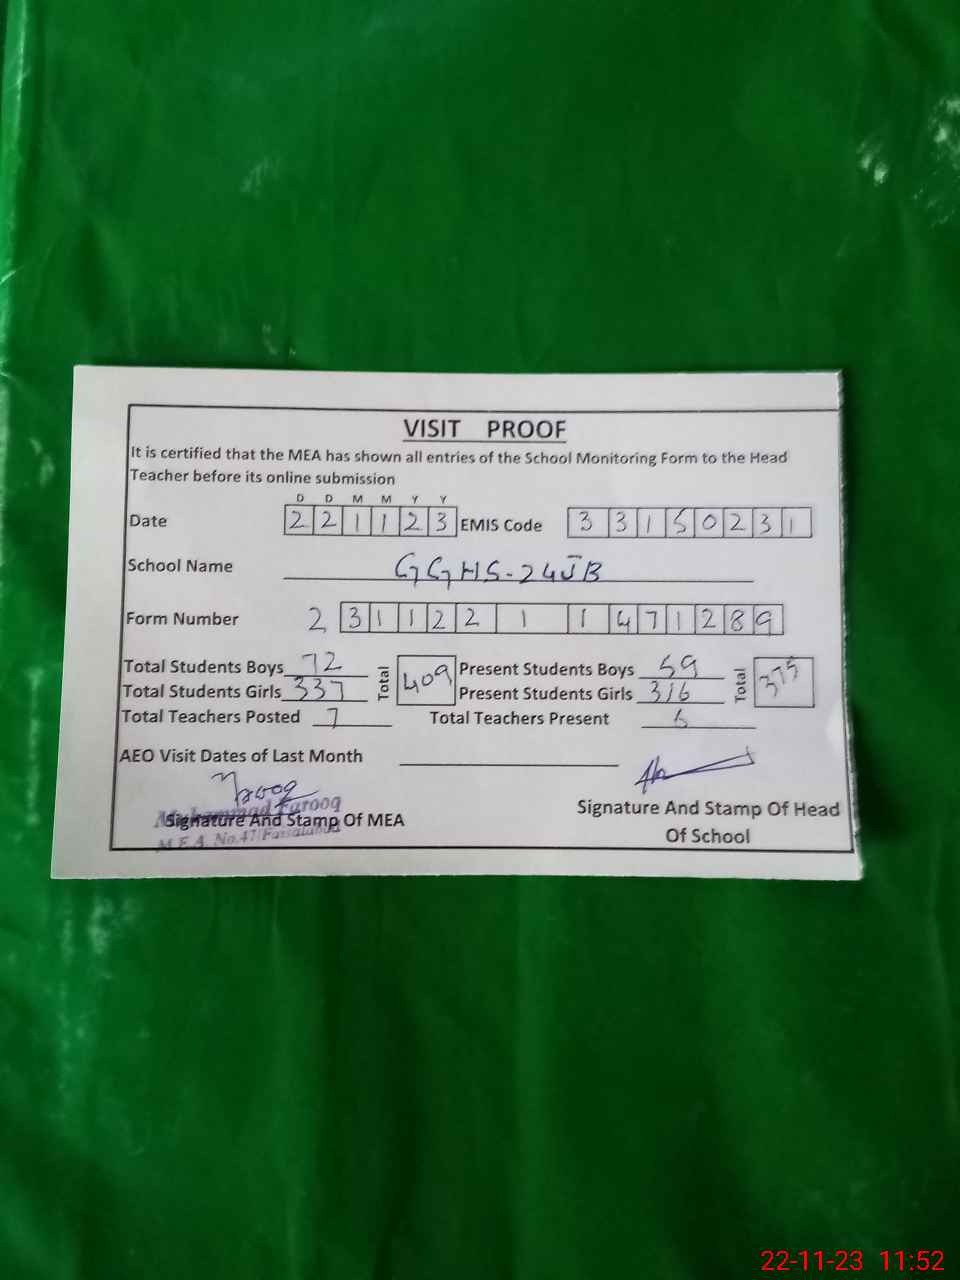 VISIT PROOF
It is certified that the MEA has shown all entries of the School Monitoring Form to the Head
Teacher before its online submission
D D M M Y Y
Date 2 2 1 1 2 3 EMIS Code 3 3 1 5 0 2 3 1
School Name GGHS-24JB
Form Number 2 3 1 1 2 2 1 1 4 7 1 2 8 9
Total Students Boys 72 Total 409 Present Students Boys 59 Total 375
Total Students Girls 337 Present Students Girls 316
Total Teachers Posted 7 Total Teachers Present 6
AEO Visit Dates of Last Month
Farooq
Muhammad Farooq
Signature And Stamp Of MEA
M.E.A. No.47 Faisalabad
Signature And Stamp Of Head
Of School
22-11-23 11:52